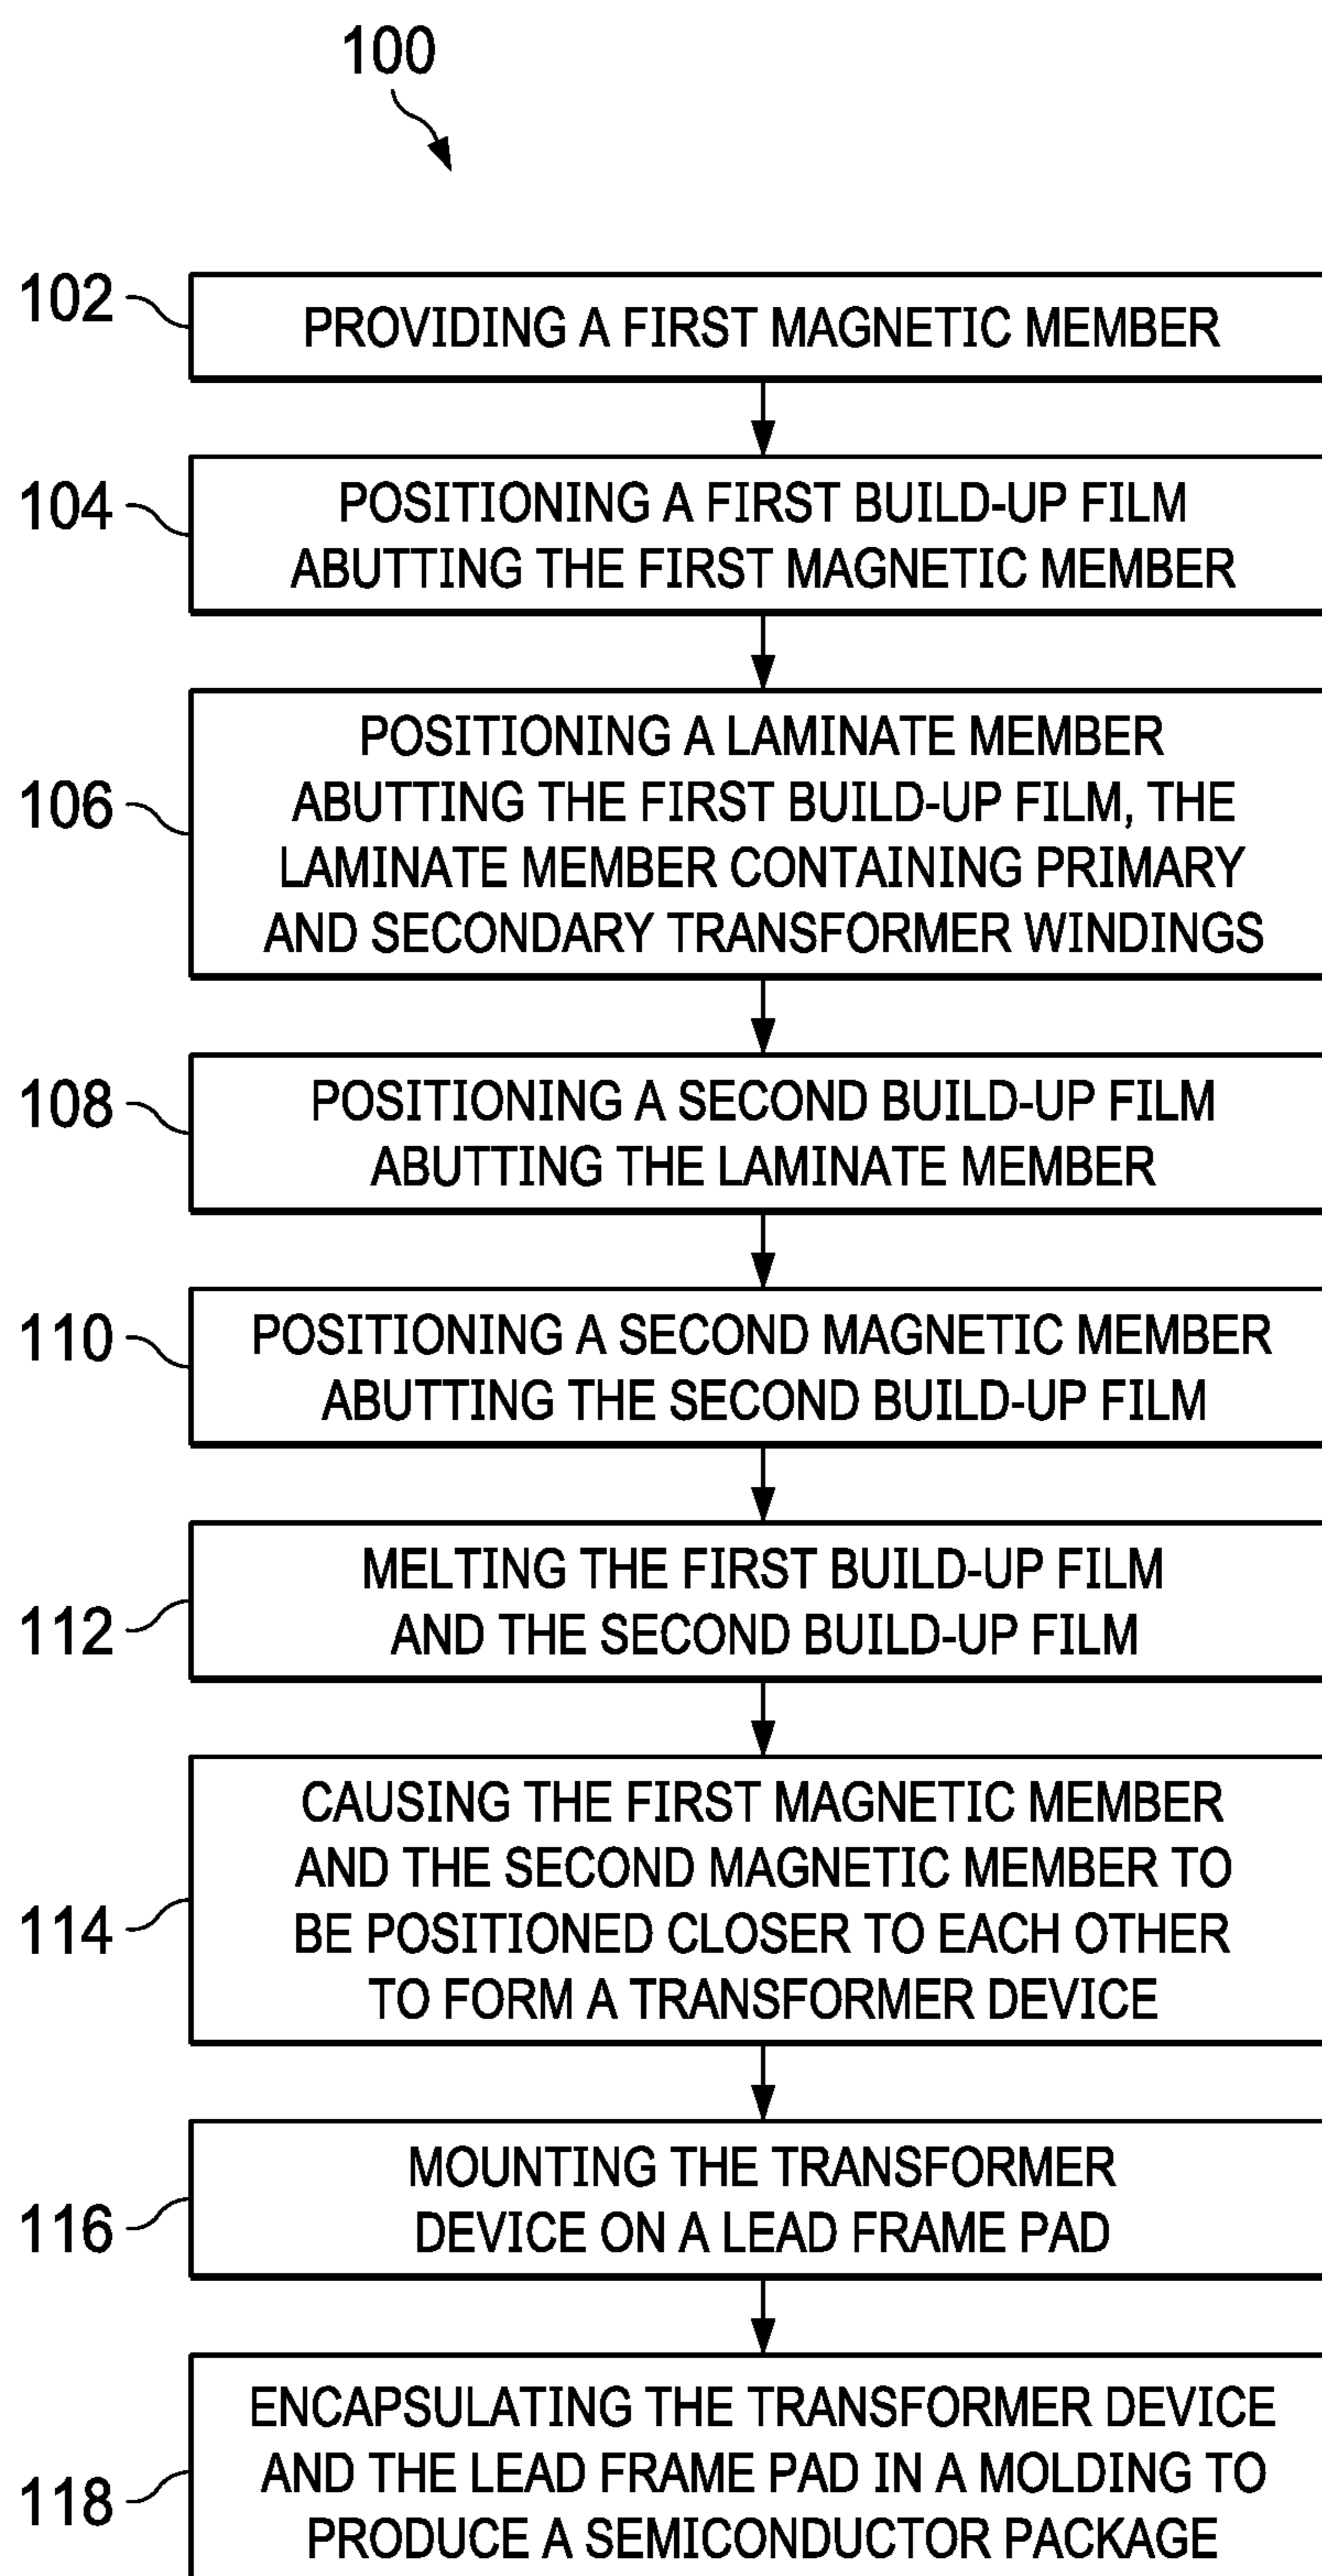 100
102
PROVIDING A FIRST MAGNETIC MEMBER
104
POSITIONING A FIRST BUILD-UP FILM
ABUTTING THE FIRST MAGNETIC MEMBER
106
POSITIONING A LAMINATE MEMBER
ABUTTING THE FIRST BUILD-UP FILM, THE
LAMINATE MEMBER CONTAINING PRIMARY
AND SECONDARY TRANSFORMER WINDINGS
108
POSITIONING A SECOND BUILD-UP FILM
ABUTTING THE LAMINATE MEMBER
110
POSITIONING A SECOND MAGNETIC MEMBER
ABUTTING THE SECOND BUILD-UP FILM
112
MELTING THE FIRST BUILD-UP FILM
AND THE SECOND BUILD-UP FILM
114
CAUSING THE FIRST MAGNETIC MEMBER
AND THE SECOND MAGNETIC MEMBER TO
BE POSITIONED CLOSER TO EACH OTHER
TO FORM A TRANSFORMER DEVICE
116
MOUNTING THE TRANSFORMER
DEVICE ON A LEAD FRAME PAD
118
ENCAPSULATING THE TRANSFORMER DEVICE
AND THE LEAD FRAME PAD IN A MOLDING TO
PRODUCE A SEMICONDUCTOR PACKAGE